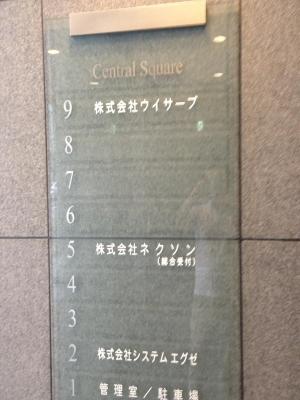 Central Square
9 株式会社ウイサーブ
8
7
6
5 株式会社ネクソン
(総合受付)
4
3
2 株式会社システムエグゼ
1 管理室／駐車場